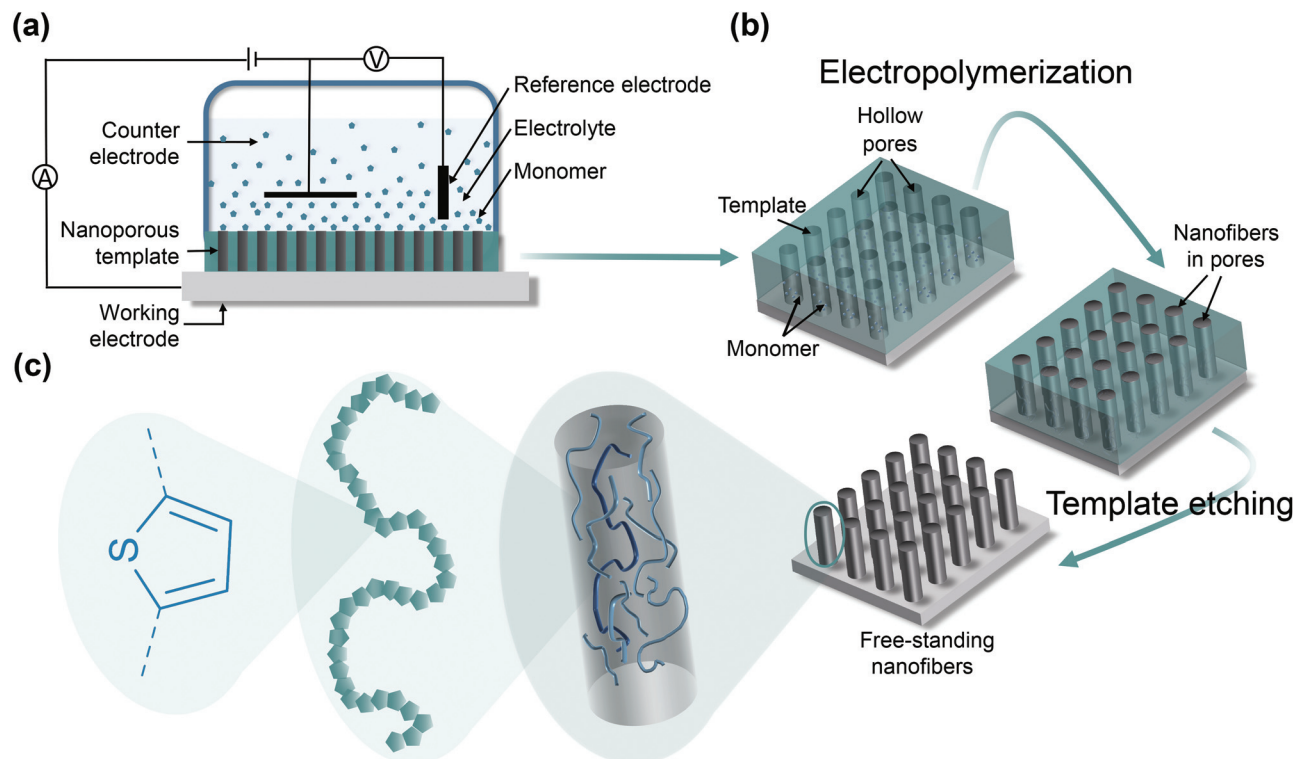 (a)
V
A
Counter
electrode
Nanoporous
template
Working
electrode
Reference electrode
Electrolyte
Monomer
(b)
Electropolymerization
Hollow
pores
Template
Monomer
Nanofibers
in pores
Template etching
Free-standing
nanofibers
(c)
S